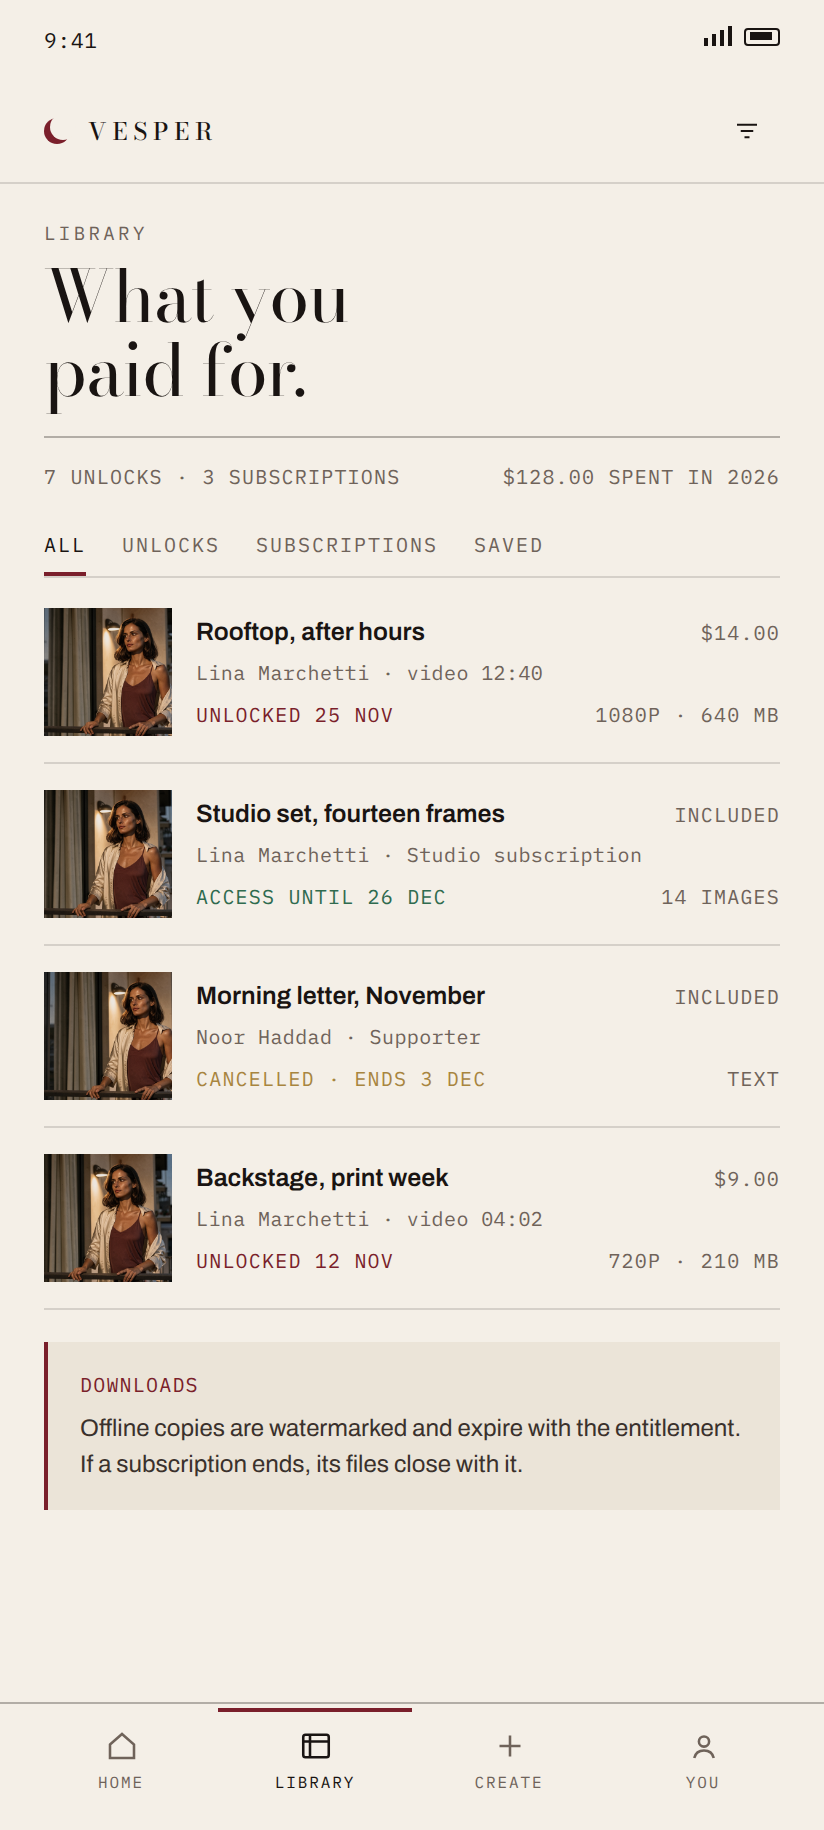 9:41
VESPER
LIBRARY
What you
paid for.
7 UNLOCKS · 3 SUBSCRIPTIONS $128.00 SPENT IN 2026
ALL UNLOCKS SUBSCRIPTIONS SAVED
Rooftop, after hours $14.00
Lina Marchetti · video 12:40
UNLOCKED 25 NOV 1080P · 640 MB
Studio set, fourteen frames INCLUDED
Lina Marchetti · Studio subscription
ACCESS UNTIL 26 DEC 14 IMAGES
Morning letter, November INCLUDED
Noor Haddad · Supporter
CANCELLED · ENDS 3 DEC TEXT
Backstage, print week $9.00
Lina Marchetti · video 04:02
UNLOCKED 12 NOV 720P · 210 MB
DOWNLOADS
Offline copies are watermarked and expire with the entitlement.
If a subscription ends, its files close with it.
HOME LIBRARY CREATE YOU